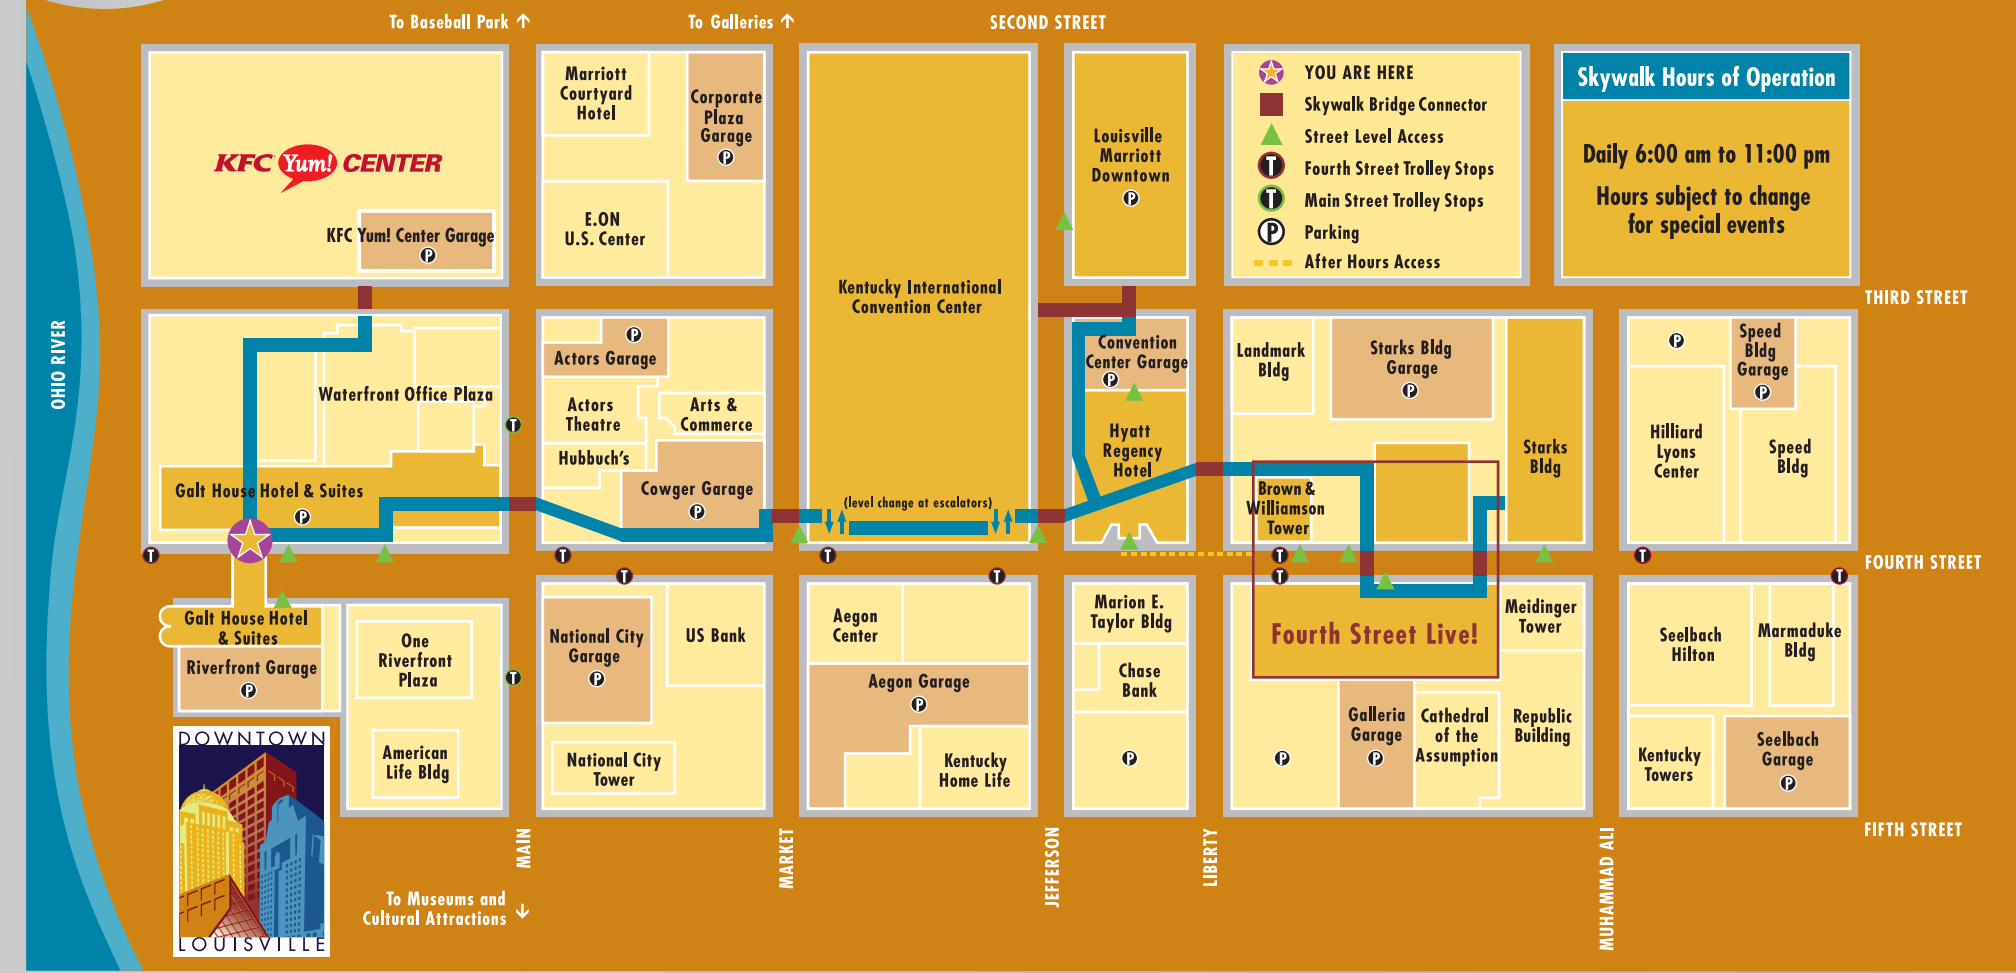 To Baseball Park ↑
To Galleries ↑
SECOND STREET
KFC Yum! CENTER
KFC Yum! Center Garage
P
Marriott
Courtyard
Hotel
Corporate
Plaza
Garage
P
E.ON
U.S. Center
Kentucky International
Convention Center
(level change at escalators)
Louisville
Marriott
Downtown
P
YOU ARE HERE
Skywalk Bridge Connector
Street Level Access
T Fourth Street Trolley Stops
T Main Street Trolley Stops
P Parking
After Hours Access
Skywalk Hours of Operation
Daily 6:00 am to 11:00 pm
Hours subject to change
for special events
THIRD STREET
OHIO RIVER
Waterfront Office Plaza
T
Galt House Hotel & Suites
P
T
P
Actors Garage
Actors
Theatre
Arts &
Commerce
Hubbuch's
Cowger Garage
P
T
T
Convention
Center Garage
P
Hyatt
Regency
Hotel
Landmark
Bldg
Starks Bldg
Garage
P
Starks
Bldg
Brown &
Williamson
Tower
T
P
Speed
Bldg
Garage
P
Hilliard
Lyons
Center
Speed
Bldg
T
FOURTH STREET
Galt House Hotel
& Suites
Riverfront Garage
P
One
Riverfront
Plaza
American
Life Bldg
T
T
National City
Garage
P
US Bank
National City
Tower
T
Aegon
Center
Aegon Garage
P
Kentucky
Home Life
Marion E.
Taylor Bldg
Chase
Bank
P
T
Fourth Street Live!
Meidinger
Tower
P
Galleria
Garage
P
Cathedral
of the
Assumption
Republic
Building
T
Seelbach
Hilton
Marmaduke
Bldg
Kentucky
Towers
Seelbach
Garage
P
FIFTH STREET
DOWNTOWN
LOUISVILLE
MAIN
MARKET
JEFFERSON
LIBERTY
MUHAMMAD ALI
To Museums and
Cultural Attractions ↓